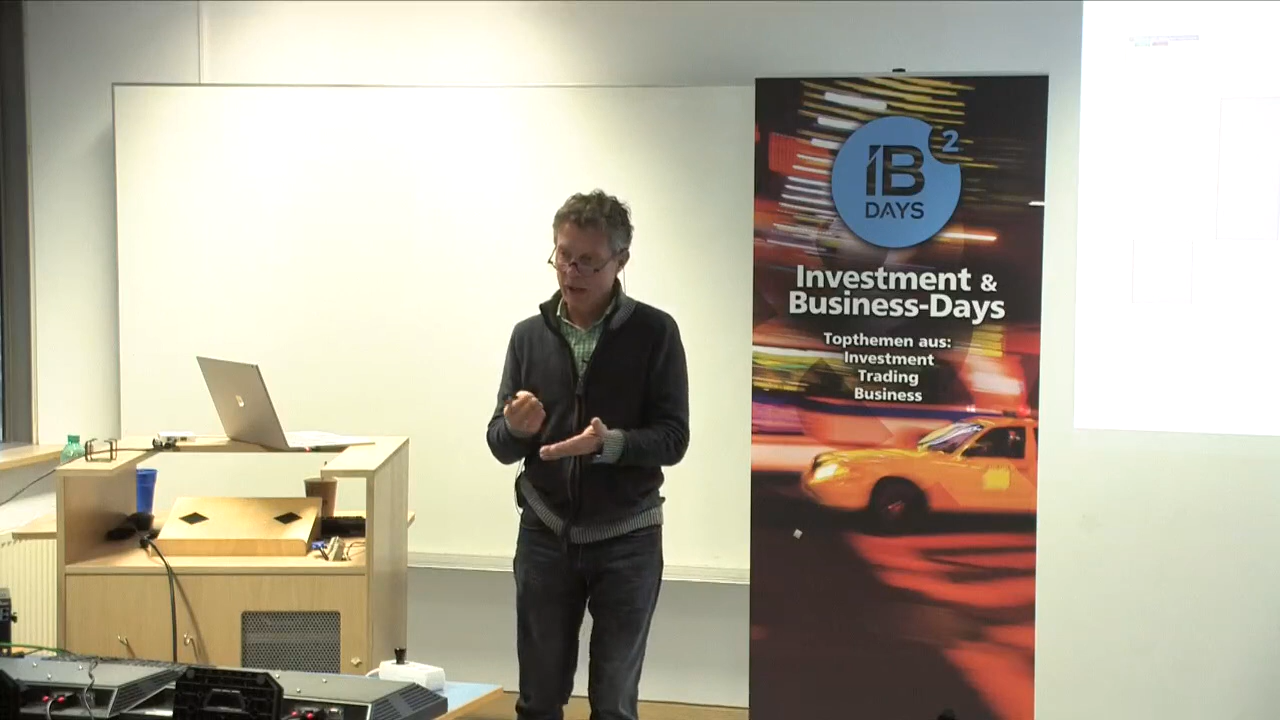 IB
2
DAYS
Investment &
Business-Days
Topthemen aus:
Investment
Trading
Business